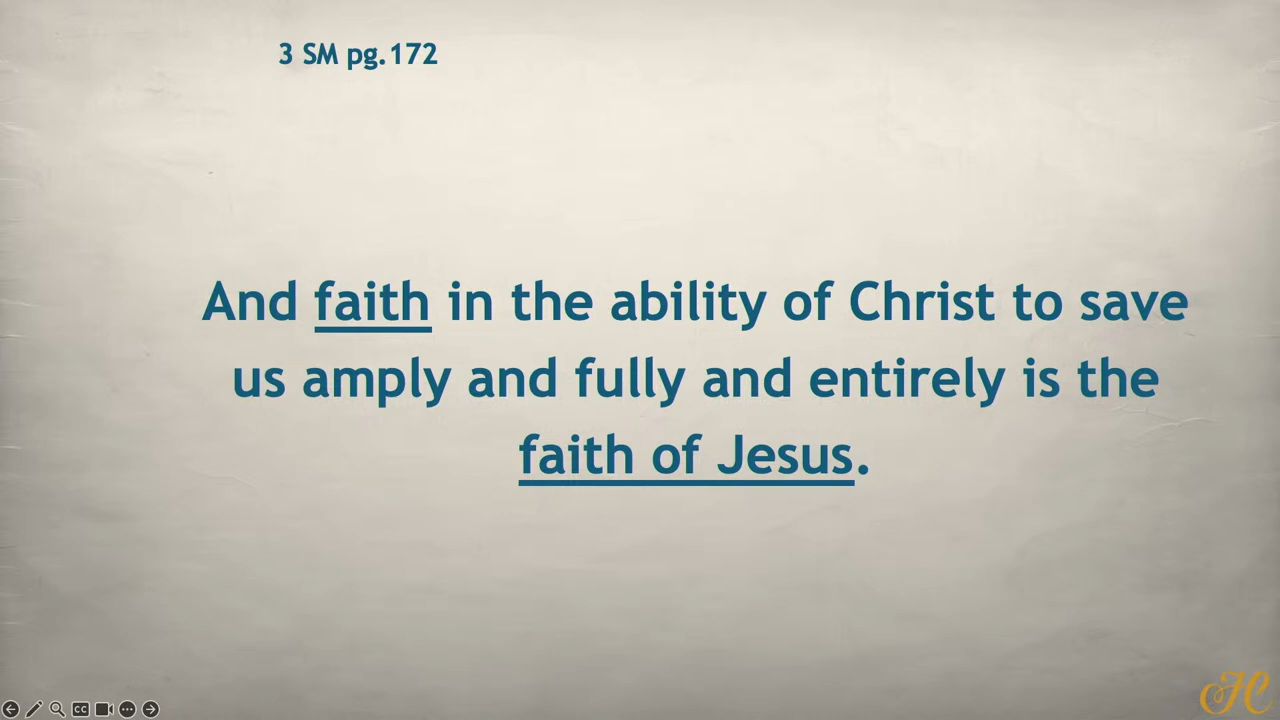 3 SM pg.172
And faith in the ability of Christ to save
us amply and fully and entirely is the
faith of Jesus.
CC